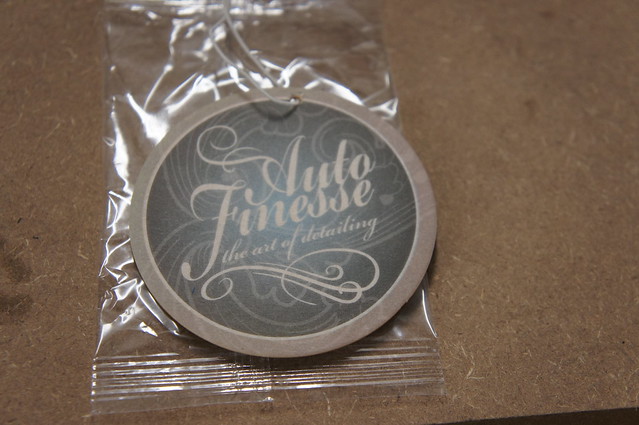 Auto
Finesse
the art of detailing